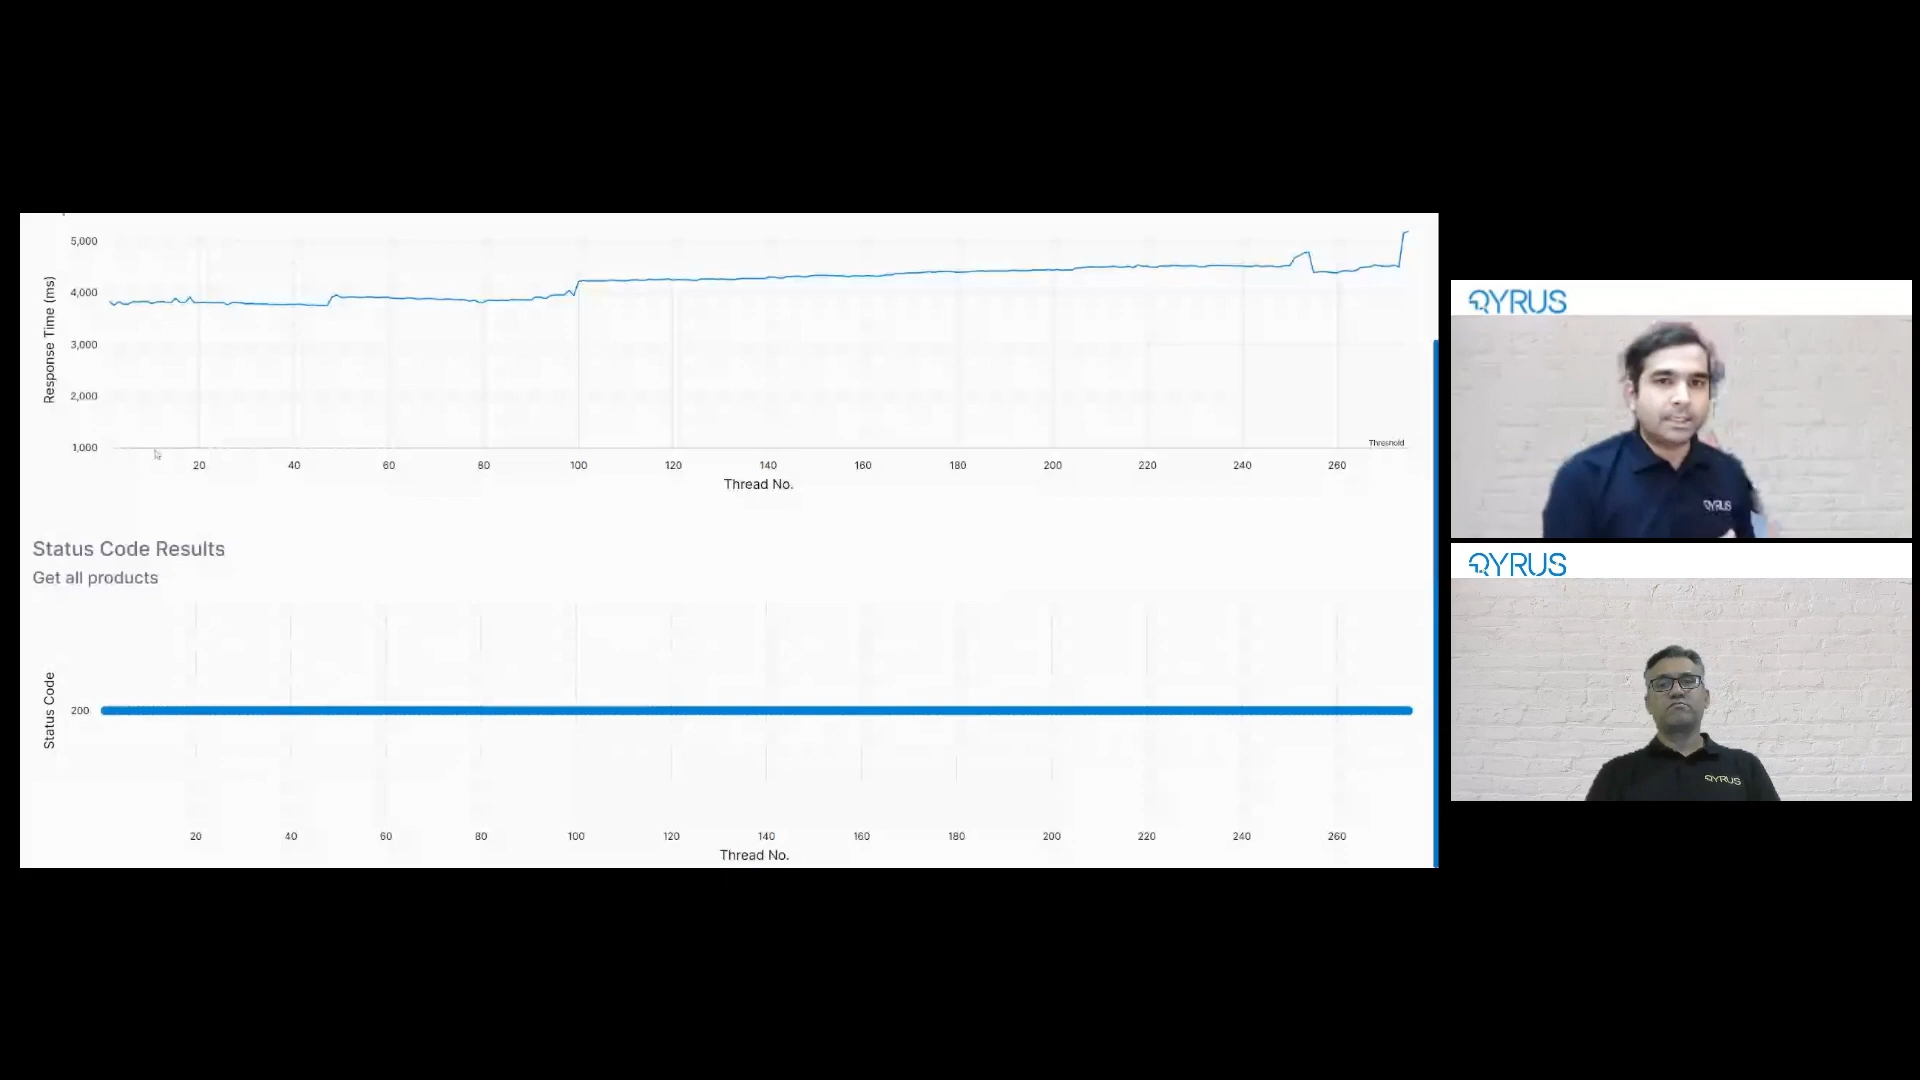 5,000
4,000
3,000
2,000
1,000
Response Time (ms)
Threshold
20 40 60 80 100 120 140 160 180 200 220 240 260
Thread No.
Status Code Results
Get all products
Status Code
200
20 40 60 80 100 120 140 160 180 200 220 240 260
Thread No.
QYRUS
QYRUS
QYRUS
QYRUS